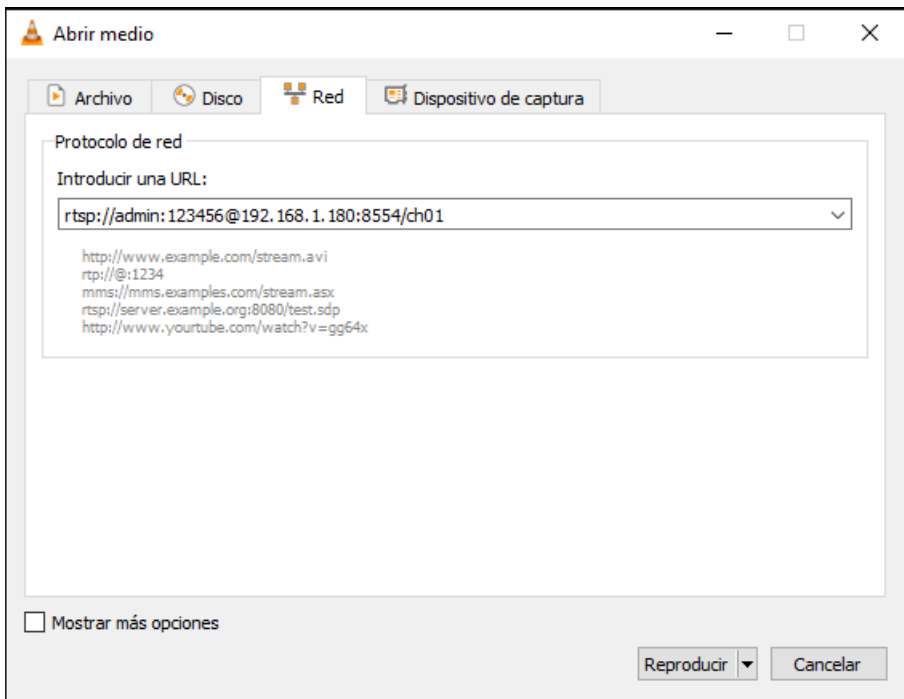 Abrir medio
Archivo Disco Red Dispositivo de captura
Protocolo de red
Introducir una URL:
rtsp://admin:123456@192.168.1.180:8554/ch01
http://www.example.com/stream.avi
rtp://@:1234
mms://mms.examples.com/stream.asx
rtsp://server.example.org:8080/test.sdp
http://www.yourtube.com/watch?v=gg64x
Mostrar más opciones
Reproducir Cancelar